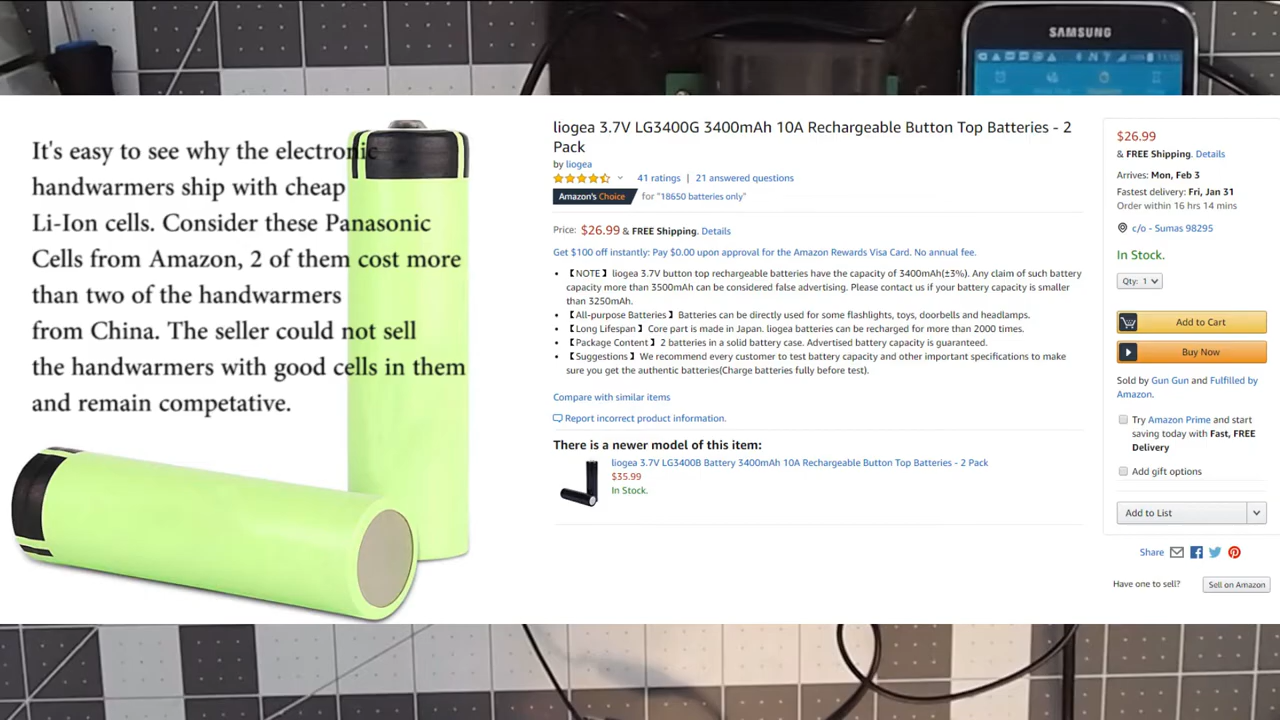 SAMSUNG
It's easy to see why the electronic
handwarmers ship with cheap
Li-Ion cells. Consider these Panasonic
Cells from Amazon, 2 of them cost more
than two of the handwarmers
from China. The seller could not sell
the handwarmers with good cells in them
and remain competative.
liogea 3.7V LG3400G 3400mAh 10A Rechargeable Button Top Batteries - 2
Pack
by liogea
41 ratings | 21 answered questions
Amazon's Choice for "18650 batteries only"
Price: $26.99 & FREE Shipping. Details
Get $100 off instantly: Pay $0.00 upon approval for the Amazon Rewards Visa Card. No annual fee.
• 【NOTE】 liogea 3.7V button top rechargeable batteries have the capacity of 3400mAh(±3%). Any claim of such battery
capacity more than 3500mAh can be considered false advertising. Please contact us if your battery capacity is smaller
than 3250mAh.
• 【All-purpose Batteries】 Batteries can be directly used for some flashlights, toys, doorbells and headlamps.
• 【Long Lifespan】 Core part is made in Japan. liogea batteries can be recharged for more than 2000 times.
• 【Package Content】 2 batteries in a solid battery case. Advertised battery capacity is guaranteed.
• 【Suggestions】 We recommend every customer to test battery capacity and other important specifications to make
sure you get the authentic batteries(Charge batteries fully before test).
Compare with similar items
Report incorrect product information.
There is a newer model of this item:
liogea 3.7V LG3400B Battery 3400mAh 10A Rechargeable Button Top Batteries - 2 Pack
$35.99
In Stock.
$26.99
& FREE Shipping. Details
Arrives: Mon, Feb 3
Fastest delivery: Fri, Jan 31
Order within 16 hrs 14 mins
c/o - Sumas 98295
In Stock.
Qty: 1
Add to Cart
Buy Now
Sold by Gun Gun and Fulfilled by
Amazon.
Try Amazon Prime and start
saving today with Fast, FREE
Delivery
Add gift options
Add to List
Share
Have one to sell? Sell on Amazon